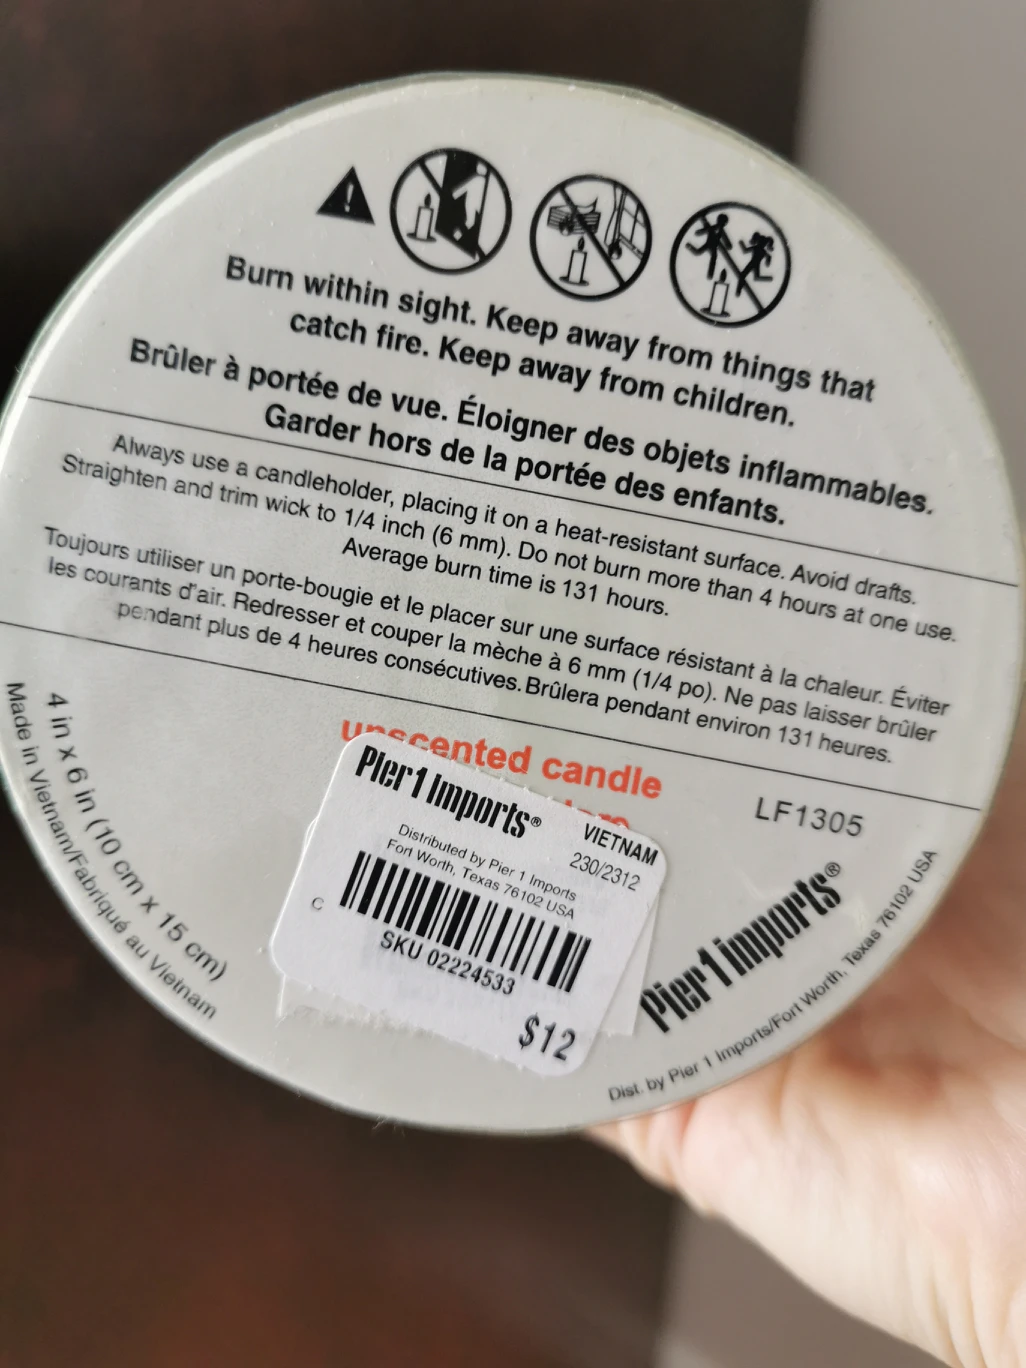 Burn within sight. Keep away from things that
catch fire. Keep away from children.
Brûler à portée de vue. Éloigner des objets inflammables.
Garder hors de la portée des enfants.
Always use a candleholder, placing it on a heat-resistant surface. Avoid drafts.
Straighten and trim wick to 1/4 inch (6 mm). Do not burn more than 4 hours at one use.
Average burn time is 131 hours.
Toujours utiliser un porte-bougie et le placer sur une surface résistant à la chaleur. Éviter
les courants d'air. Redresser et couper la mèche à 6 mm (1/4 po). Ne pas laisser brûler
pendant plus de 4 heures consécutives. Brûlera pendant environ 131 heures.
unscented candle
LF1305
4 in x 6 in (10 cm x 15 cm)
Made in Vietnam/Fabriqué au Vietnam
Pier 1 imports®
VIETNAM
230/2312
Distributed by Pier 1 Imports
Fort Worth, Texas 76102 USA
C
SKU 02224533
$12
Pier 1 imports®
Dist. by Pier 1 Imports/Fort Worth, Texas 76102 USA